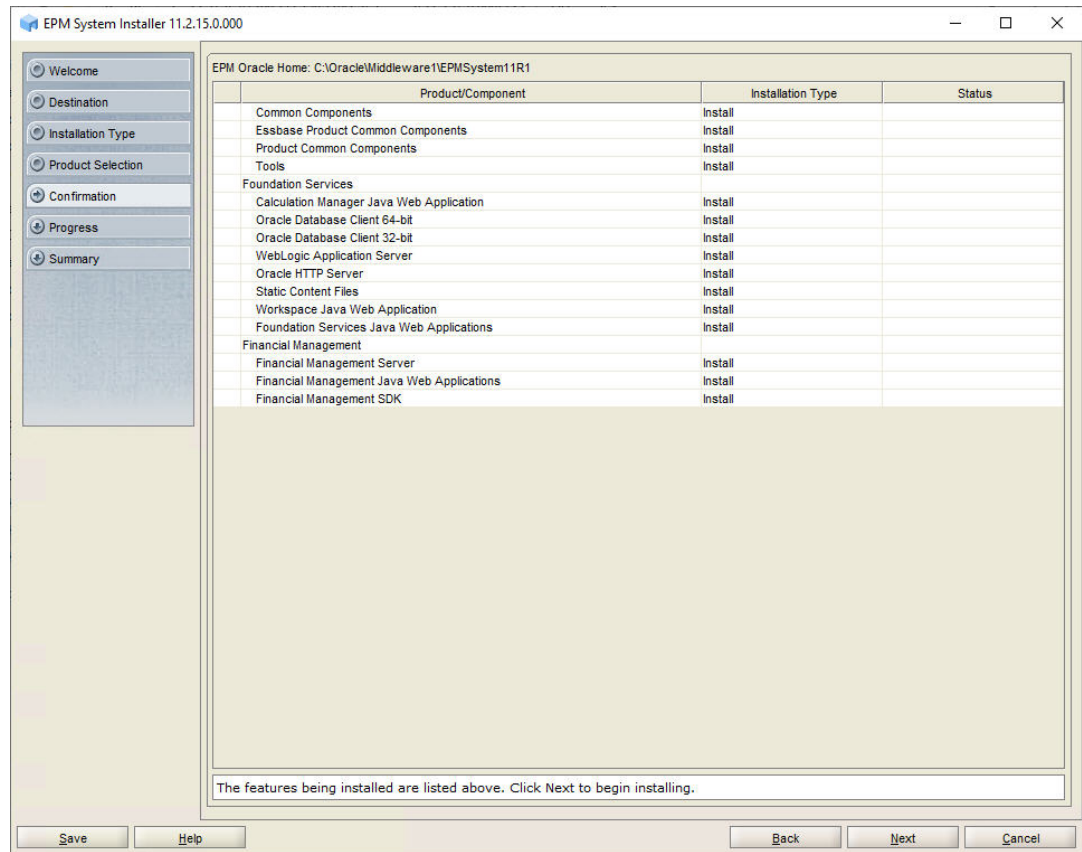 EPM System Installer 11.2.15.0.000
Welcome
Destination
Installation Type
Product Selection
Confirmation
Progress
Summary
EPM Oracle Home: C:\Oracle\Middleware1\EPMSystem11R1
Product/Component Installation Type Status
Common Components Install
Essbase Product Common Components Install
Product Common Components Install
Tools Install
Foundation Services
Calculation Manager Java Web Application Install
Oracle Database Client 64-bit Install
Oracle Database Client 32-bit Install
WebLogic Application Server Install
Oracle HTTP Server Install
Static Content Files Install
Workspace Java Web Application Install
Foundation Services Java Web Applications Install
Financial Management
Financial Management Server Install
Financial Management Java Web Applications Install
Financial Management SDK Install
The features being installed are listed above. Click Next to begin installing.
Save Help Back Next Cancel